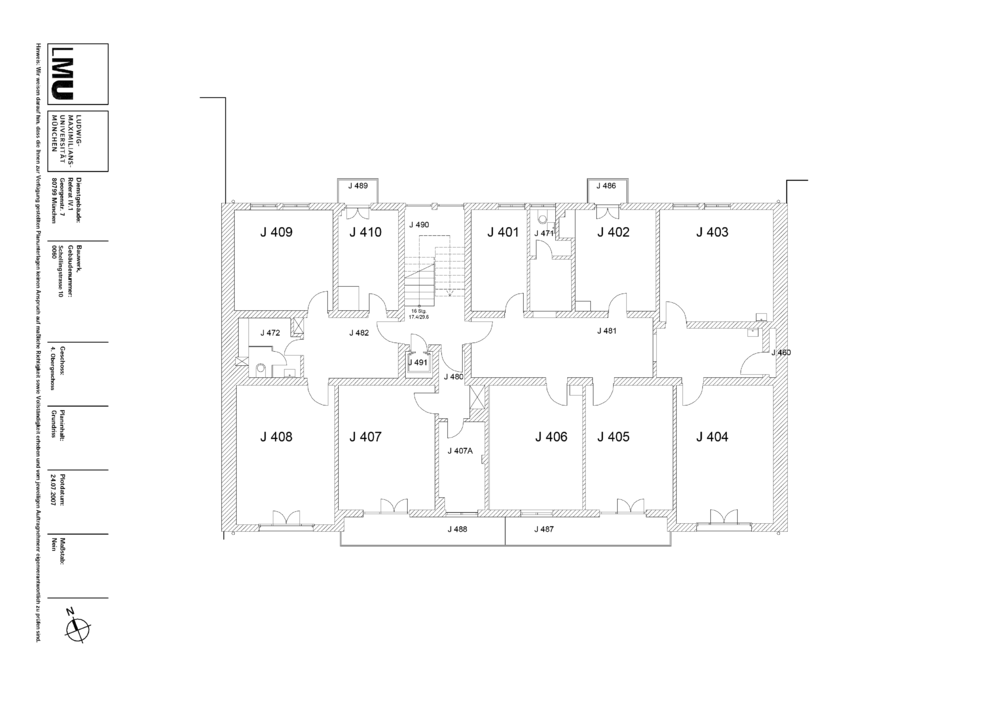 LMU
LUDWIG-
MAXIMILIANS-
UNIVERSITÄT
MÜNCHEN
Dienstgebäude:
Referat IV.1
Georgenstr. 7
80799 München
Bauwerk,
Gebäudenummer:
Schellingstrasse 10
0080
Geschoss:
4. Obergeschoss
Planinhalt:
Grundriss
Plotdatum:
24.07.2007
Maßstab:
Nein
N
Hinweis: Wir weisen darauf hin, dass die Ihnen zur Verfügung gestellten Planunterlagen keinen Anspruch auf maßliche Richtigkeit sowie Vollständigkeit erheben und vom jeweiligen Auftragnehmer eigenverantwortlich zu prüfen sind.
J 489
J 486
J 409
J 410
J 490
J 401
J 471
J 402
J 403
16 Stg.
17.4/29.6
J 472
J 482
J 481
J 491
J 460
J 480
J 408
J 407
J 407A
J 406
J 405
J 404
J 488
J 487